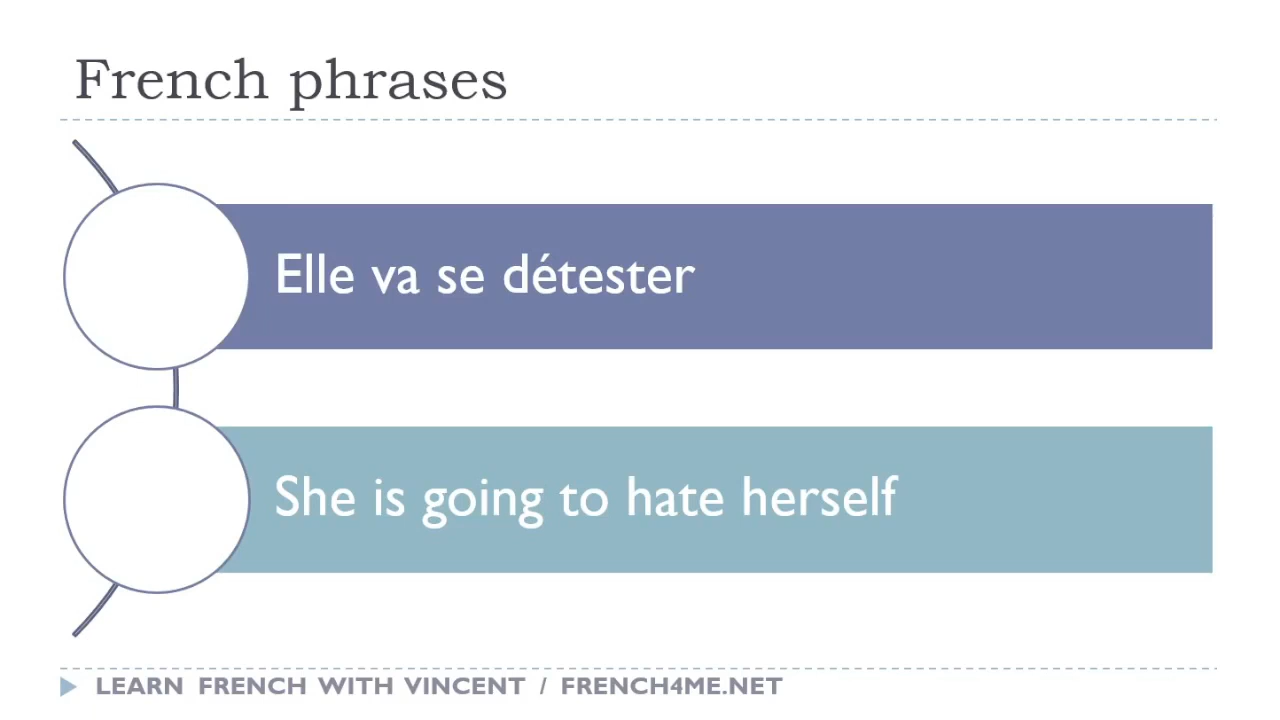 French phrases
Elle va se détester
She is going to hate herself
LEARN FRENCH WITH VINCENT / FRENCH4ME.NET